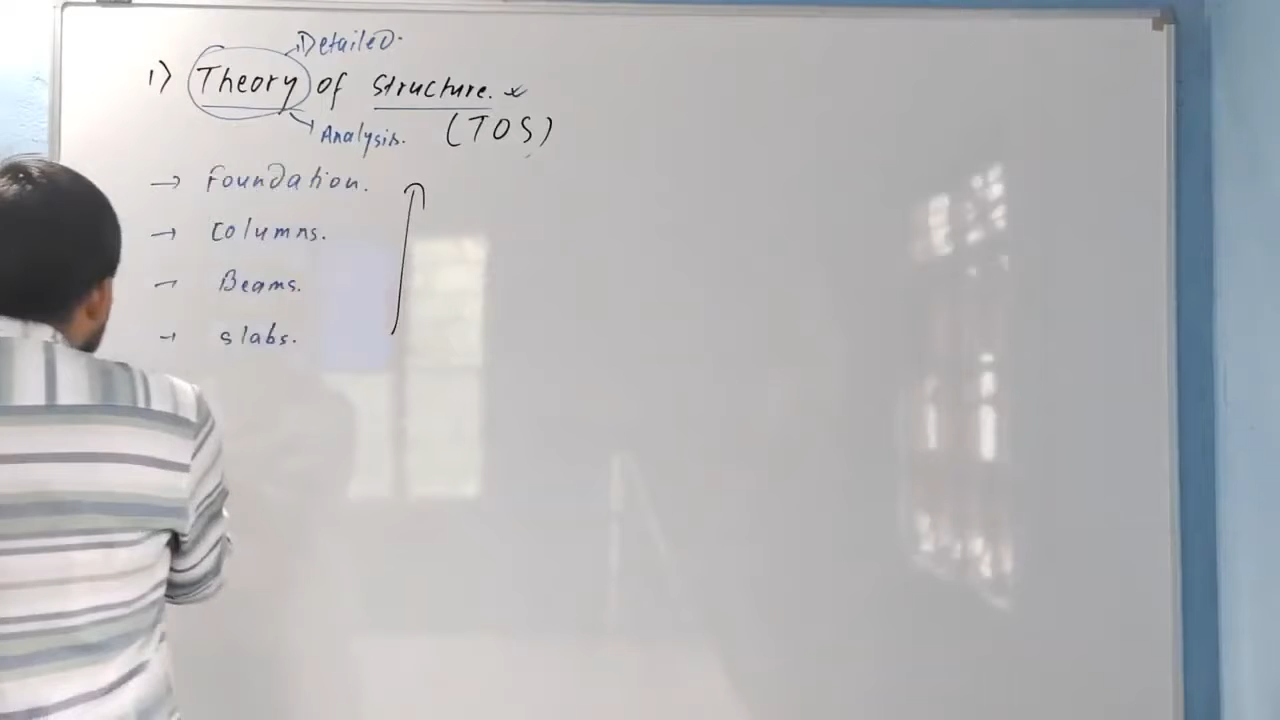 Detailed.
1) Theory of structure.
Analysis. (TOS)
→ Foundation.
→ Columns.
→ Beams.
→ slabs.